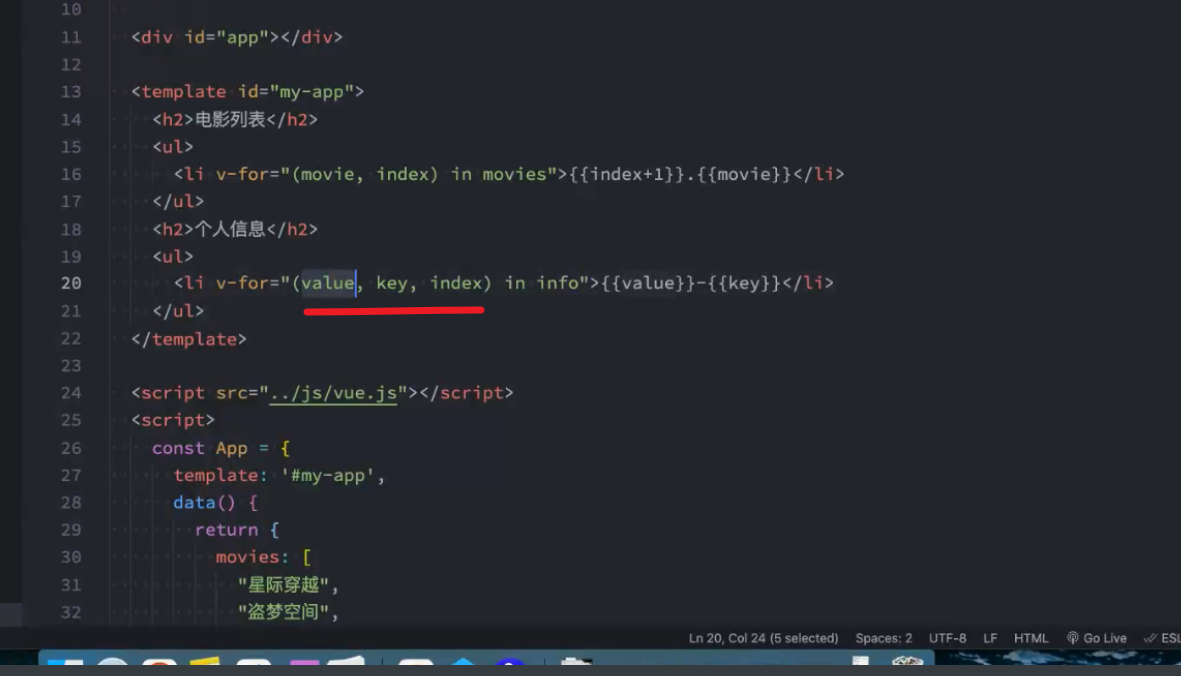 10
11 <div id="app"></div>
12
13 <template id="my-app">
14 <h2>电影列表</h2>
15 <ul>
16 <li v-for="(movie, index) in movies">{{index+1}}.{{movie}}</li>
17 </ul>
18 <h2>个人信息</h2>
19 <ul>
20 <li v-for="(value, key, index) in info">{{value}}-{{key}}</li>
21 </ul>
22 </template>
23
24 <script src="../js/vue.js"></script>
25 <script>
26 const App = {
27 template: '#my-app',
28 data() {
29 return {
30 movies: [
31 "星际穿越",
32 "盗梦空间",
Ln 20, Col 24 (5 selected) Spaces: 2 UTF-8 LF HTML Go Live ESL